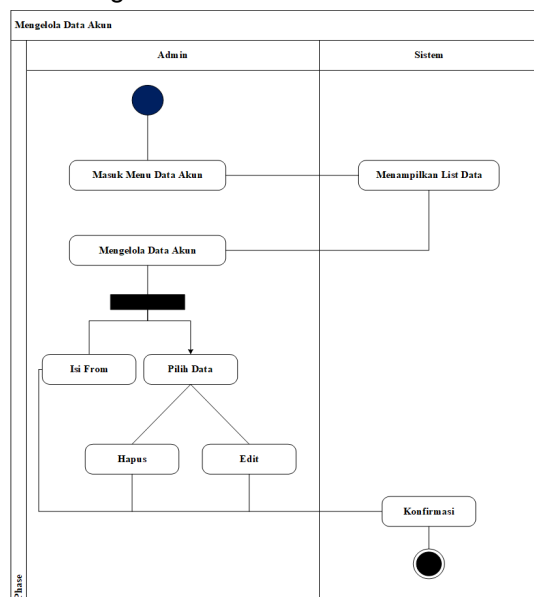 Mengelola Data Akun
Admin
Sistem
Masuk Menu Data Akun
Menampilkan List Data
Mengelola Data Akun
Isi From
Pilih Data
Hapus
Edit
Konfirmasi
Phase